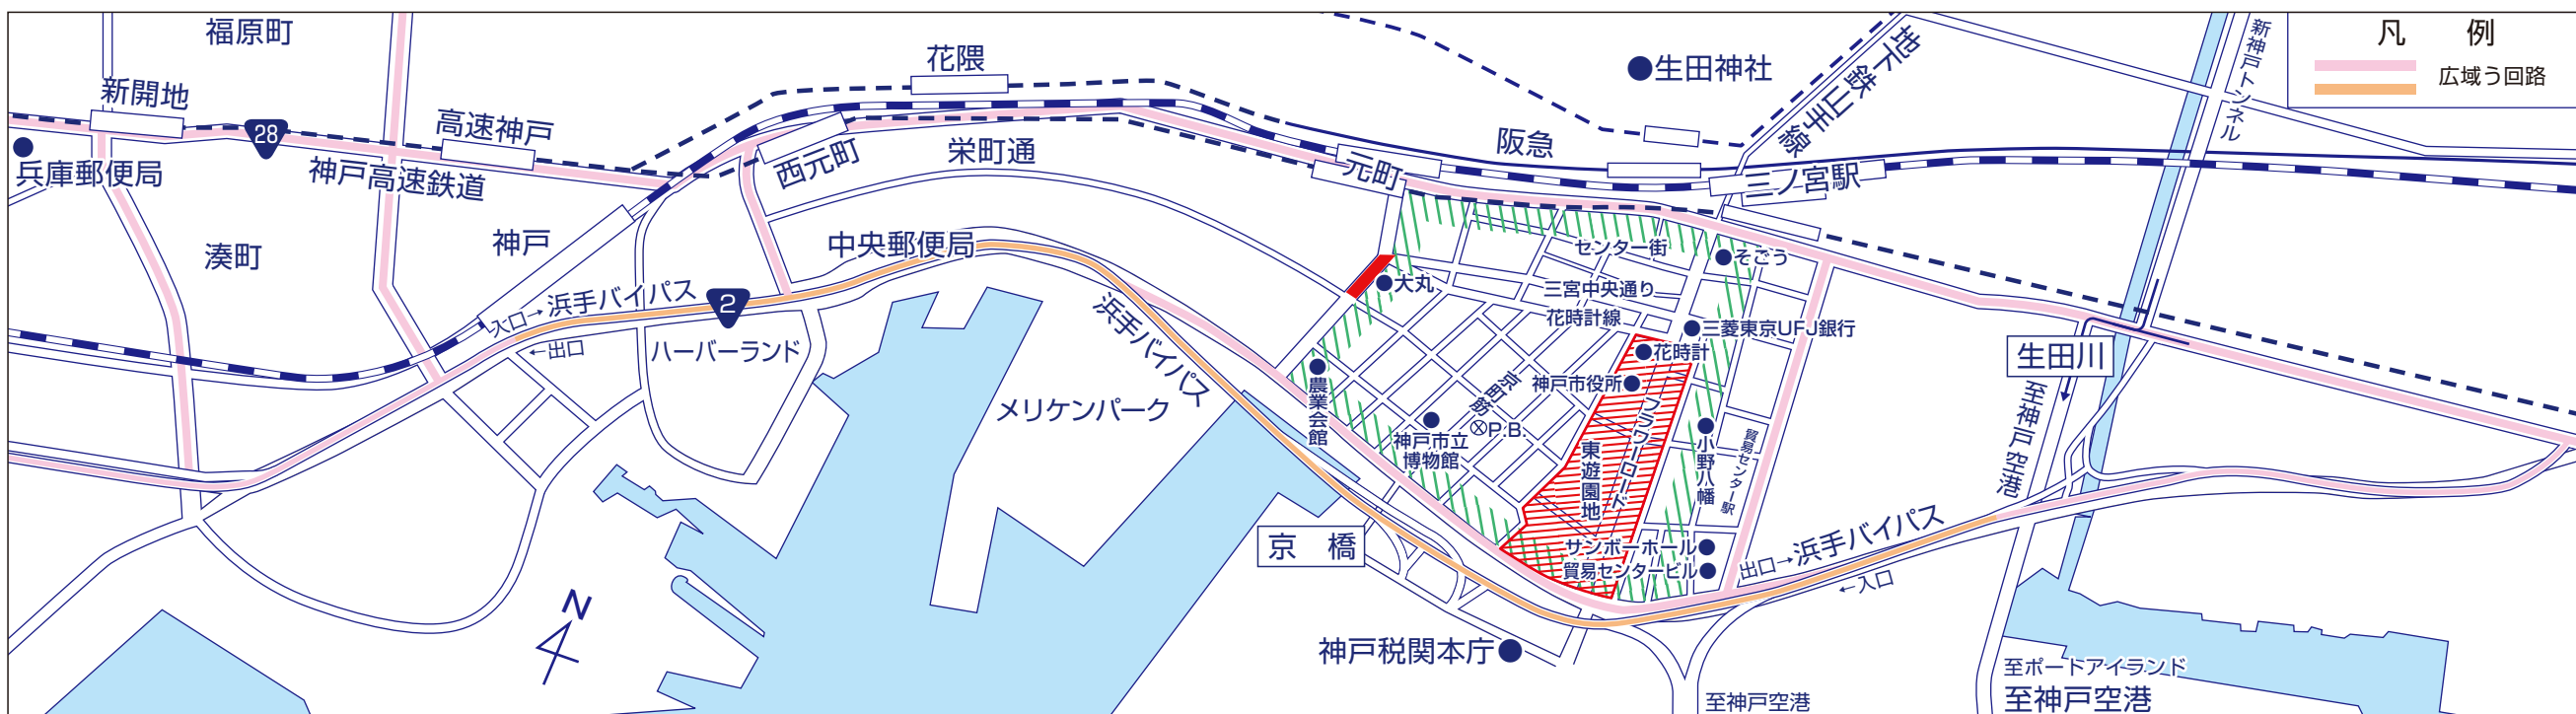 福原町
新開地
28
高速神戸
兵庫郵便局
神戸高速鉄道
湊町
神戸
花隈
西元町
栄町通
中央郵便局
入口→
浜手バイパス
2
←出口
ハーバーランド
メリケンパーク
浜手バイパス
N
生田神社
地下鉄山手線
阪急
元町
三ノ宮駅
センター街
そごう
大丸
三宮中央通り
花時計線
三菱東京UFJ銀行
花時計
神戸市役所
農業会館
京町筋
P.B.
神戸市立
博物館
フラワーロード
東遊園地
小野八幡
貿易センター駅
サンボーホール
貿易センタービル
京　橋
神戸税関本庁
出口→
浜手バイパス
←入口
至神戸空港
新神戸トンネル
凡　例
広域う回路
生田川
至神戸空港
至ポートアイランド
至神戸空港